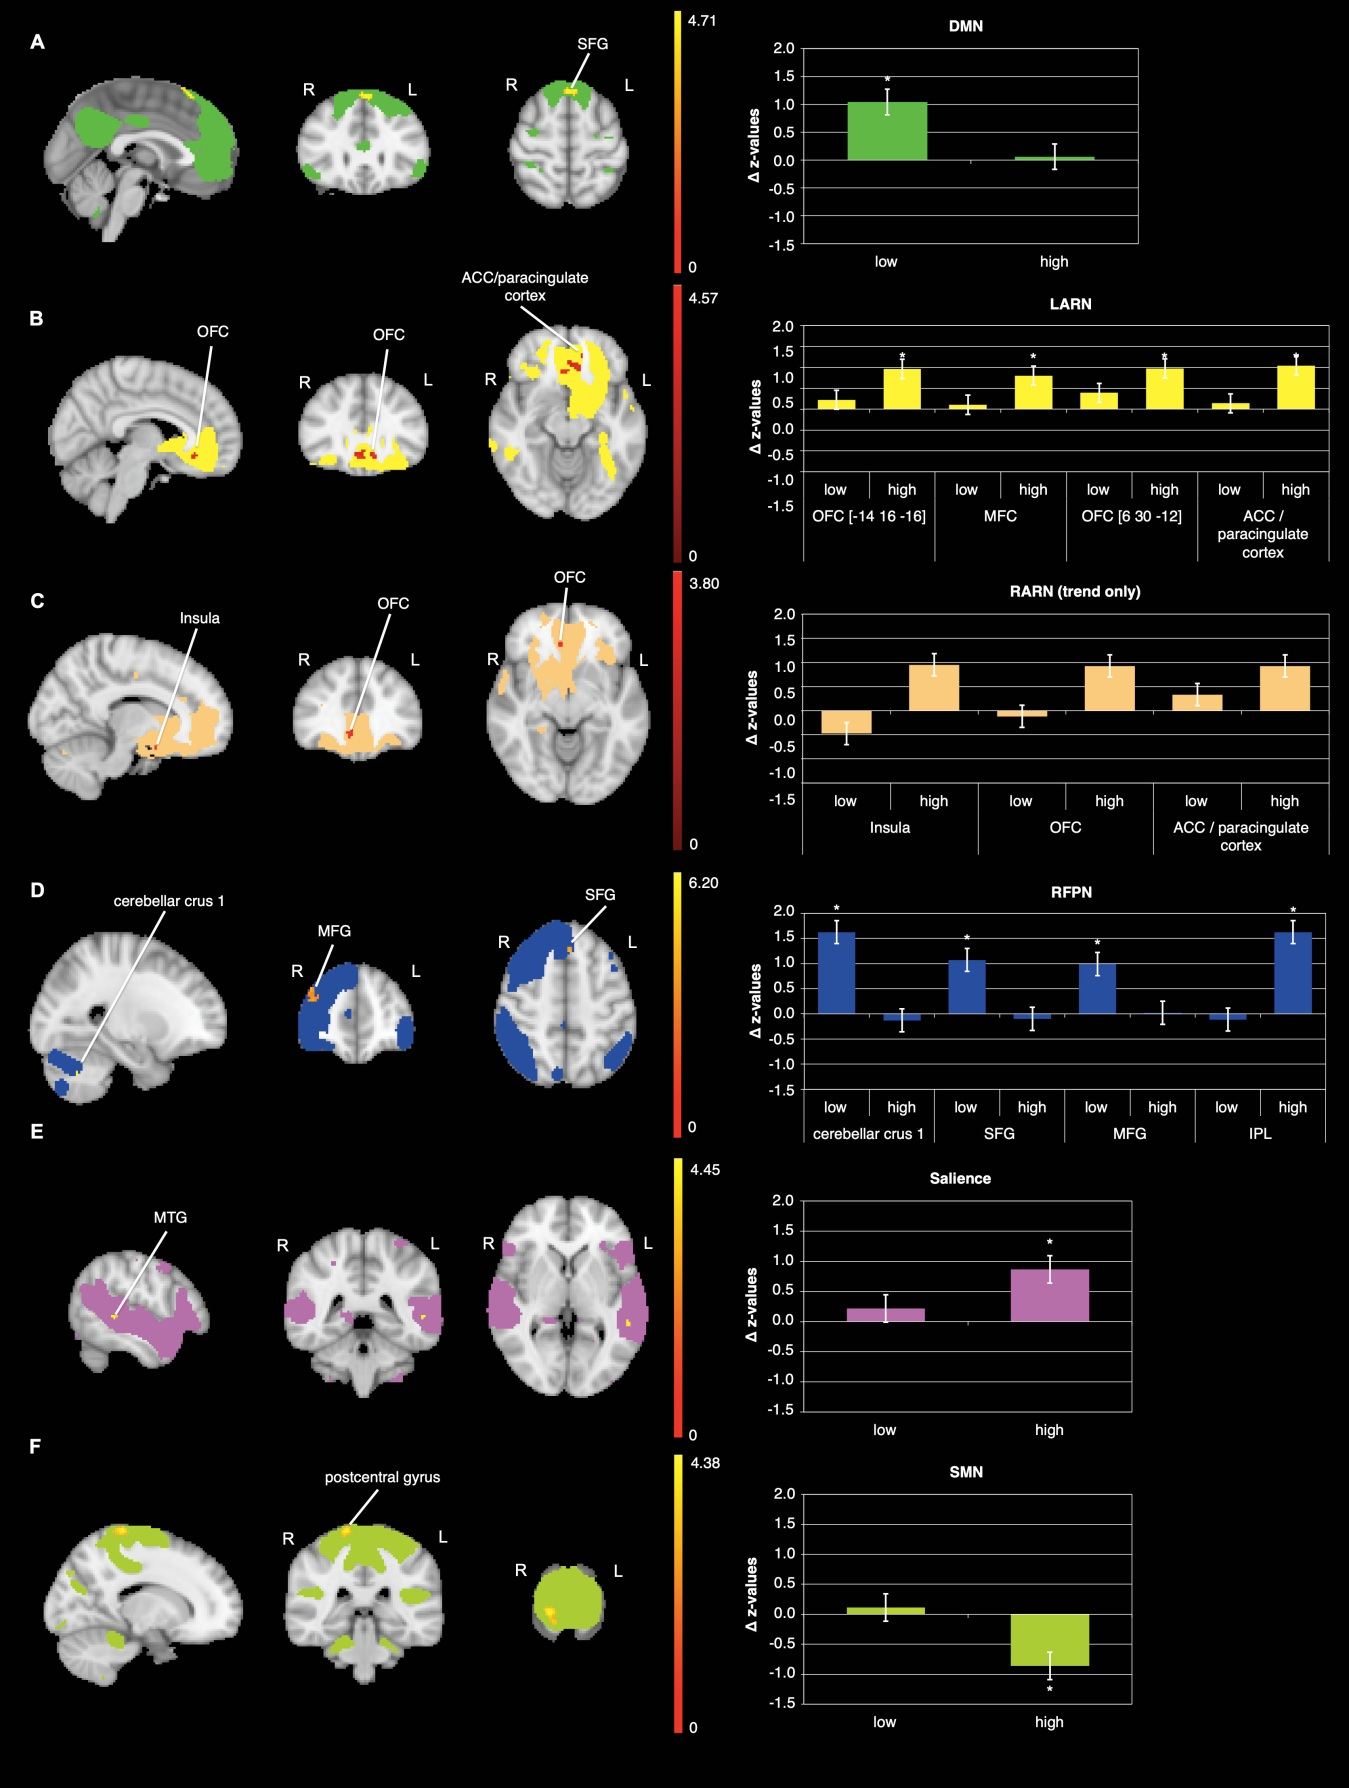 A
SFG
R
L
R
L
4.71
0
DMN
2.0
1.5
1.0
0.5
0.0
-0.5
-1.0
-1.5
Δ z-values
*
low
high
B
OFC
OFC
ACC/paracingulate
cortex
R
L
R
L
4.57
0
LARN
2.0
1.5
1.0
0.5
0.0
-0.5
-1.0
-1.5
Δ z-values
* * * *
low high low high low high low high
OFC [-14 16 -16]
MFC
OFC [6 30 -12]
ACC /
paracingulate
cortex
C
Insula
OFC
OFC
R
L
R
L
3.80
0
RARN (trend only)
2.0
1.5
1.0
0.5
0.0
-0.5
-1.0
-1.5
Δ z-values
low high low high low high
Insula
OFC
ACC / paracingulate
cortex
D
cerebellar crus 1
MFG
SFG
R
L
R
L
6.20
0
RFPN
2.0
1.5
1.0
0.5
0.0
-0.5
-1.0
-1.5
Δ z-values
* * * *
low high low high low high low high
cerebellar crus 1
SFG
MFG
IPL
E
MTG
R
L
R
L
4.45
0
Salience
2.0
1.5
1.0
0.5
0.0
-0.5
-1.0
-1.5
Δ z-values
*
low
high
F
postcentral gyrus
R
L
R
L
4.38
0
SMN
2.0
1.5
1.0
0.5
0.0
-0.5
-1.0
-1.5
Δ z-values
*
low
high